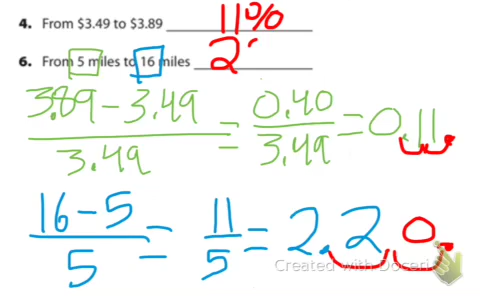 4. From $3.49 to $3.89 11%
6. From 5 miles to 16 miles 2
3.89 - 3.49 / 3.49 = 0.40 / 3.49 = 0.11
16 - 5 / 5 = 11 / 5 = 2.20.
Created with Doceri